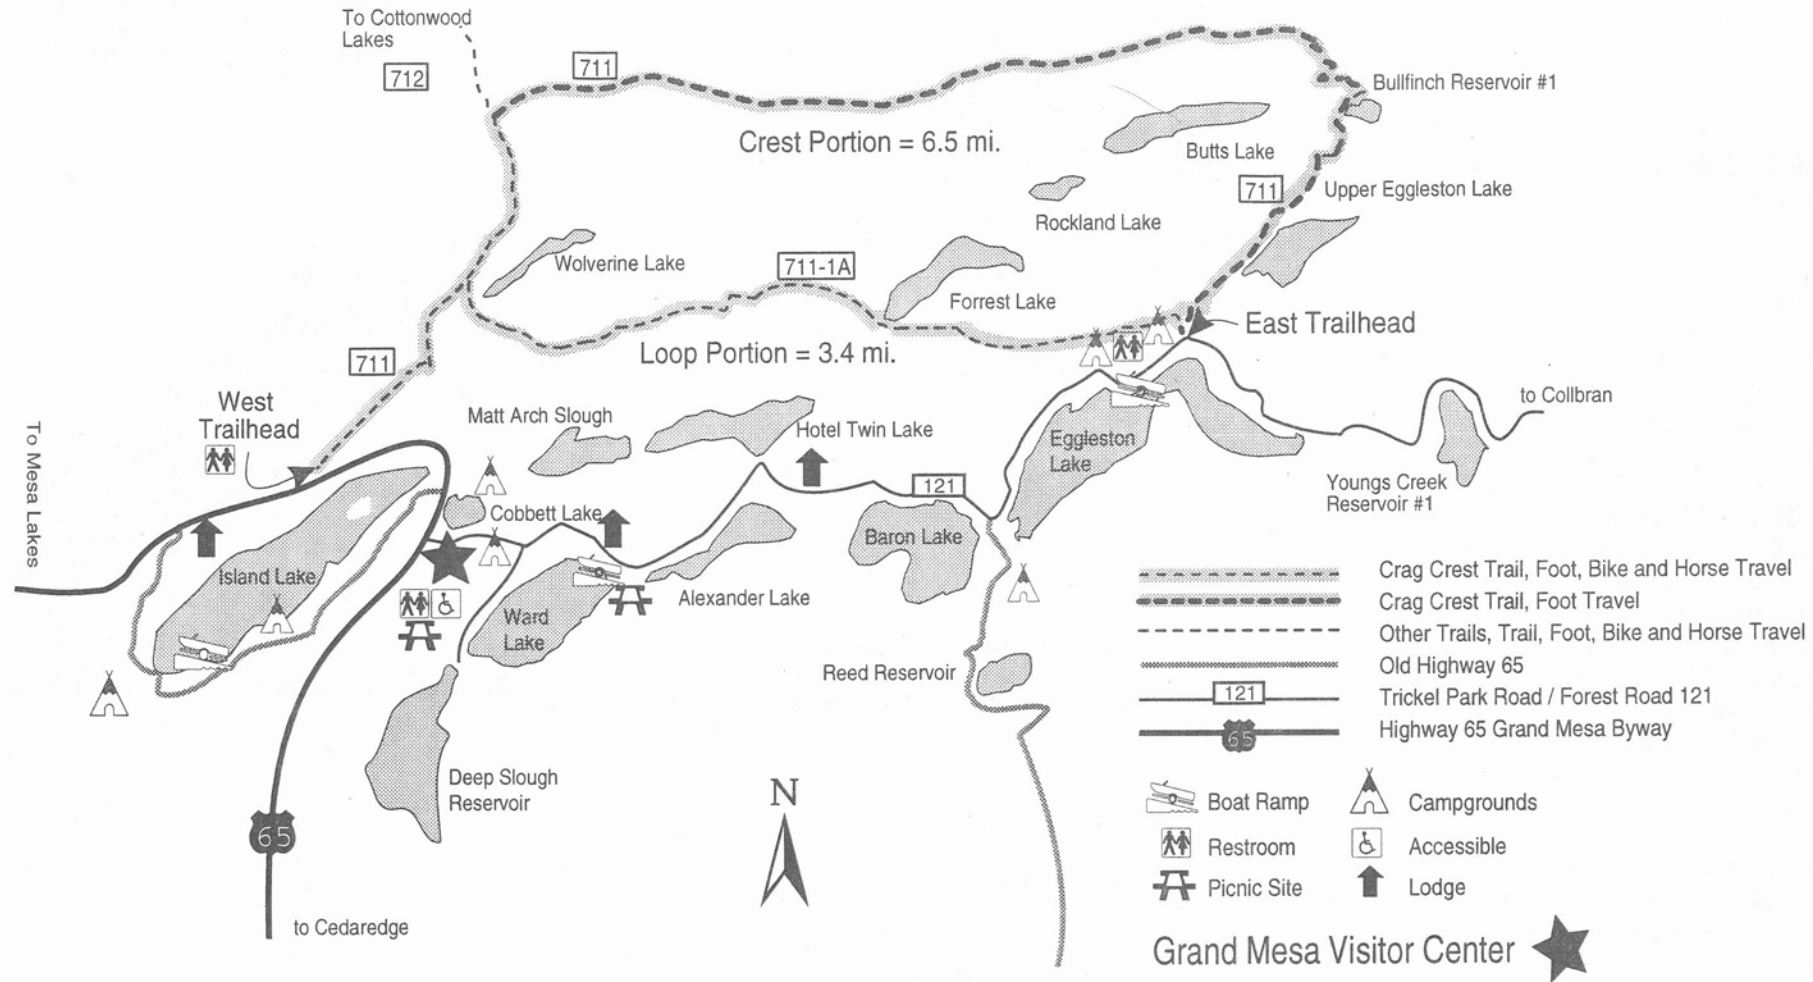 To Cottonwood
Lakes
712
711
Bullfinch Reservoir #1
Crest Portion = 6.5 mi.
Butts Lake
711
Upper Eggleston Lake
Rockland Lake
Wolverine Lake
711-1A
Forrest Lake
East Trailhead
Loop Portion = 3.4 mi.
711
West
Trailhead
To Mesa Lakes
Matt Arch Slough
Hotel Twin Lake
Eggleston
Lake
to Collbran
Youngs Creek
Reservoir #1
121
Cobbett Lake
Baron Lake
Island Lake
Ward
Lake
Alexander Lake
Reed Reservoir
Deep Slough
Reservoir
65
to Cedaredge
N
Crag Crest Trail, Foot, Bike and Horse Travel
Crag Crest Trail, Foot Travel
Other Trails, Trail, Foot, Bike and Horse Travel
Old Highway 65
121 Trickel Park Road / Forest Road 121
65 Highway 65 Grand Mesa Byway
Boat Ramp
Campgrounds
Restroom
Accessible
Picnic Site
Lodge
Grand Mesa Visitor Center